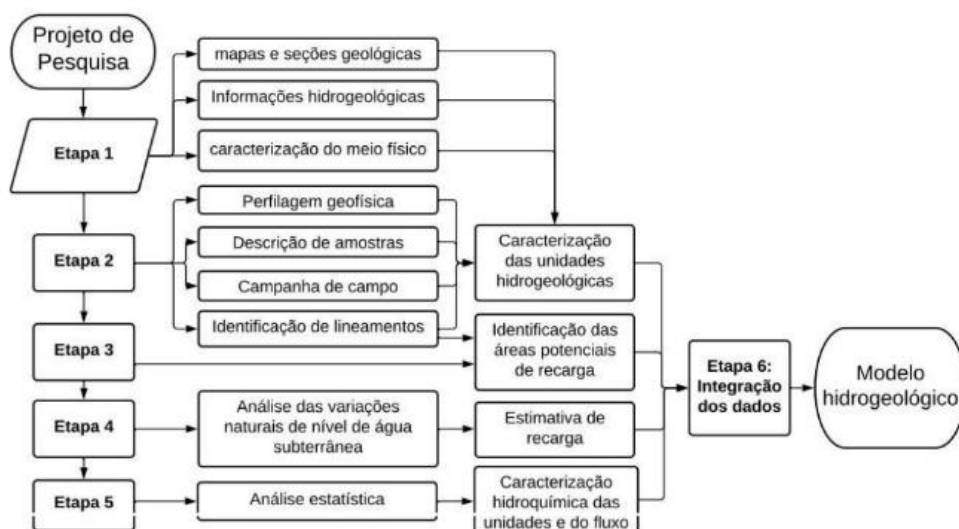 Projeto de
Pesquisa
Etapa 1
mapas e seções geológicas
Informações hidrogeológicas
caracterização do meio físico
Etapa 2
Perfilagem geofísica
Descrição de amostras
Campanha de campo
Identificação de lineamentos
Caracterização
das unidades
hidrogeológicas
Etapa 3
Identificação das
áreas potenciais
de recarga
Etapa 4
Análise das variações
naturais de nível de água
subterrânea
Estimativa de
recarga
Etapa 5
Análise estatística
Caracterização
hidroquímica das
unidades e do fluxo
Etapa 6:
Integração
dos dados
Modelo
hidrogeológico